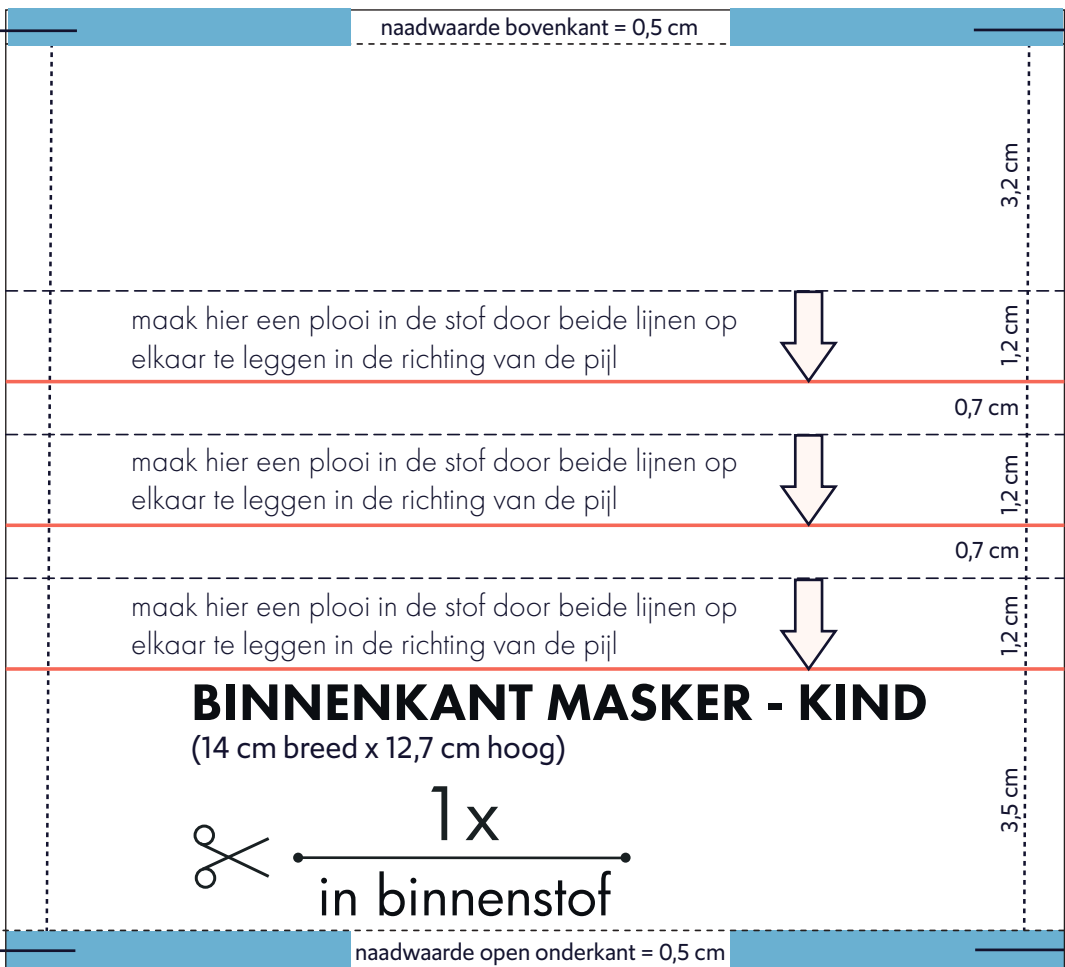 naadwaarde bovenkant = 0,5 cm
3,2 cm
maak hier een plooi in de stof door beide lijnen op
elkaar te leggen in de richting van de pijl
1,2 cm
0,7 cm
maak hier een plooi in de stof door beide lijnen op
elkaar te leggen in de richting van de pijl
1,2 cm
0,7 cm
maak hier een plooi in de stof door beide lijnen op
elkaar te leggen in de richting van de pijl
1,2 cm
BINNENKANT MASKER - KIND
(14 cm breed x 12,7 cm hoog)
3,5 cm
1x
in binnenstof
naadwaarde open onderkant = 0,5 cm